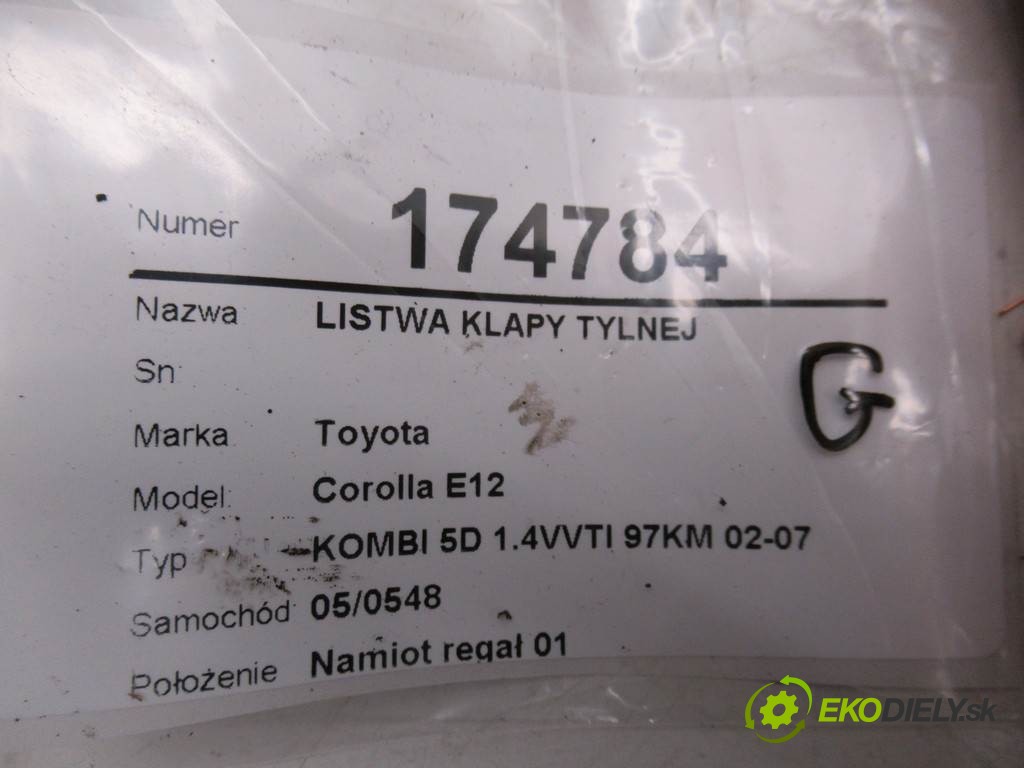 Numer 174784
Nazwa LISTWA KLAPY TYLNEJ
Sn
G
Marka Toyota
Model: Corolla E12
Typ KOMBI 5D 1.4VVTI 97KM 02-07
Samochód 05/0548
Położenie Namiot regał 01
EKODIELY.sk